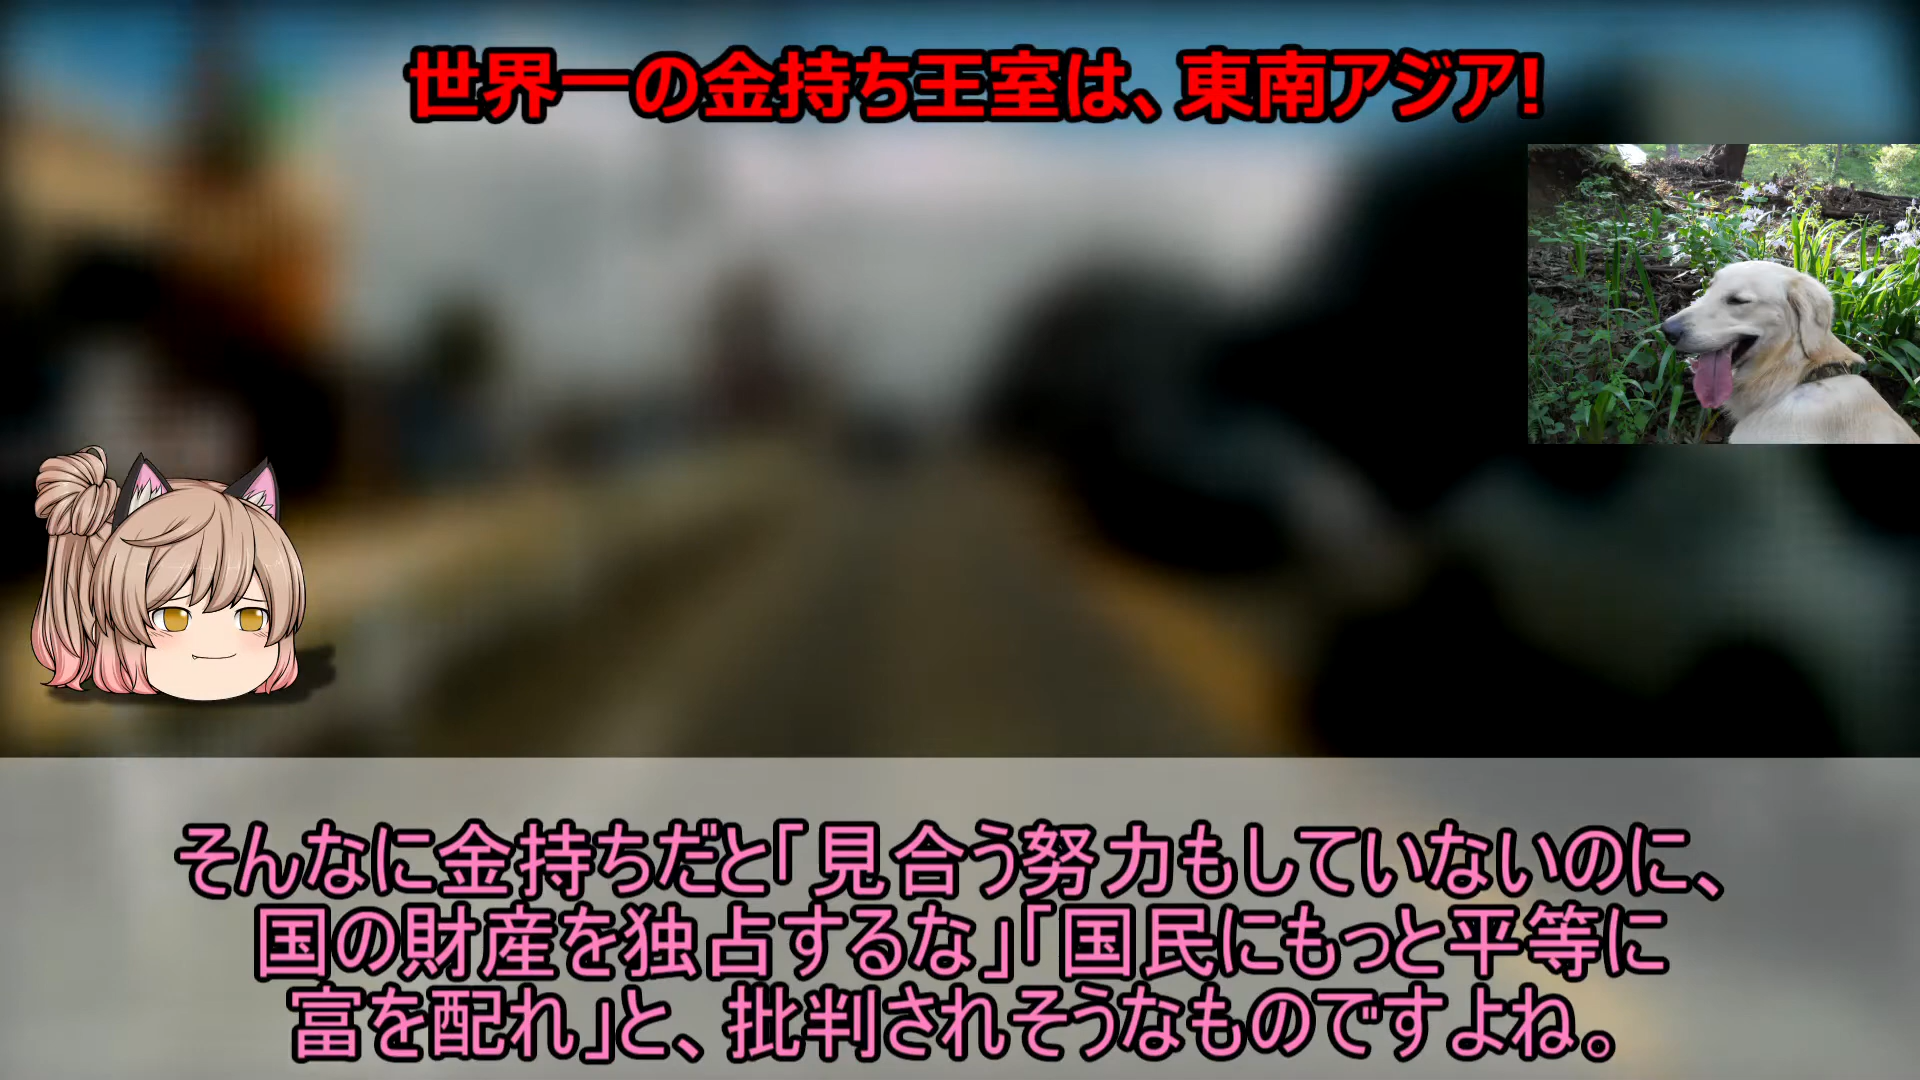 世界一の金持ち王室は、東南アジア!
そんなに金持ちだと「見合う努力もしていないのに、
国の財産を独占するな」「国民にもっと平等に
富を配れ」と、批判されそうなものですよね。